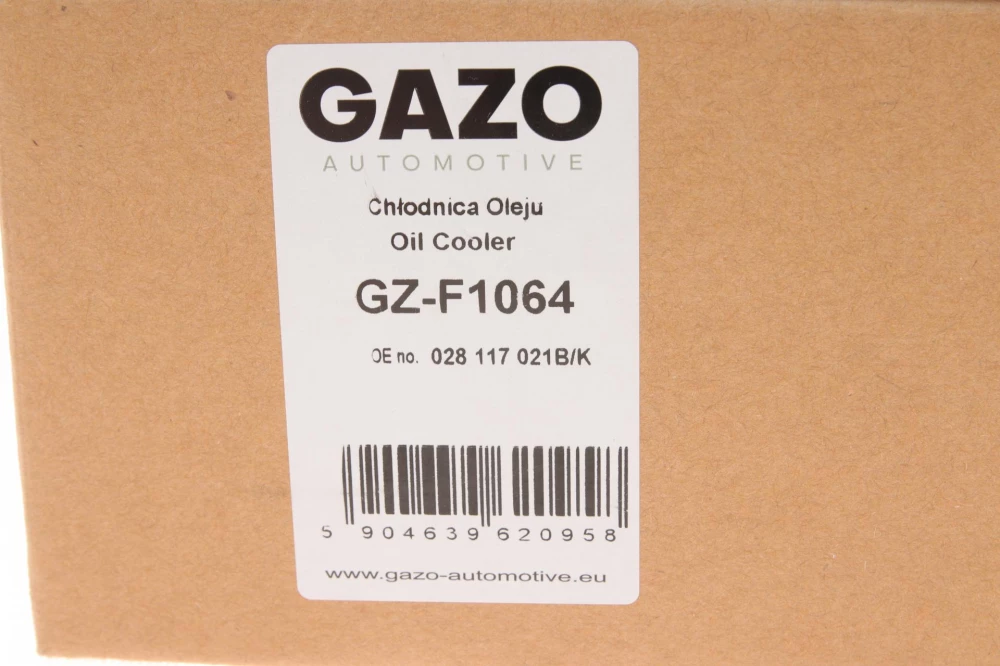 GAZO
AUTOMOTIVE
Chłodnica Oleju
Oil Cooler
GZ-F1064
OE no. 028 117 021B/K
5 904639 620958
www.gazo-automotive.eu